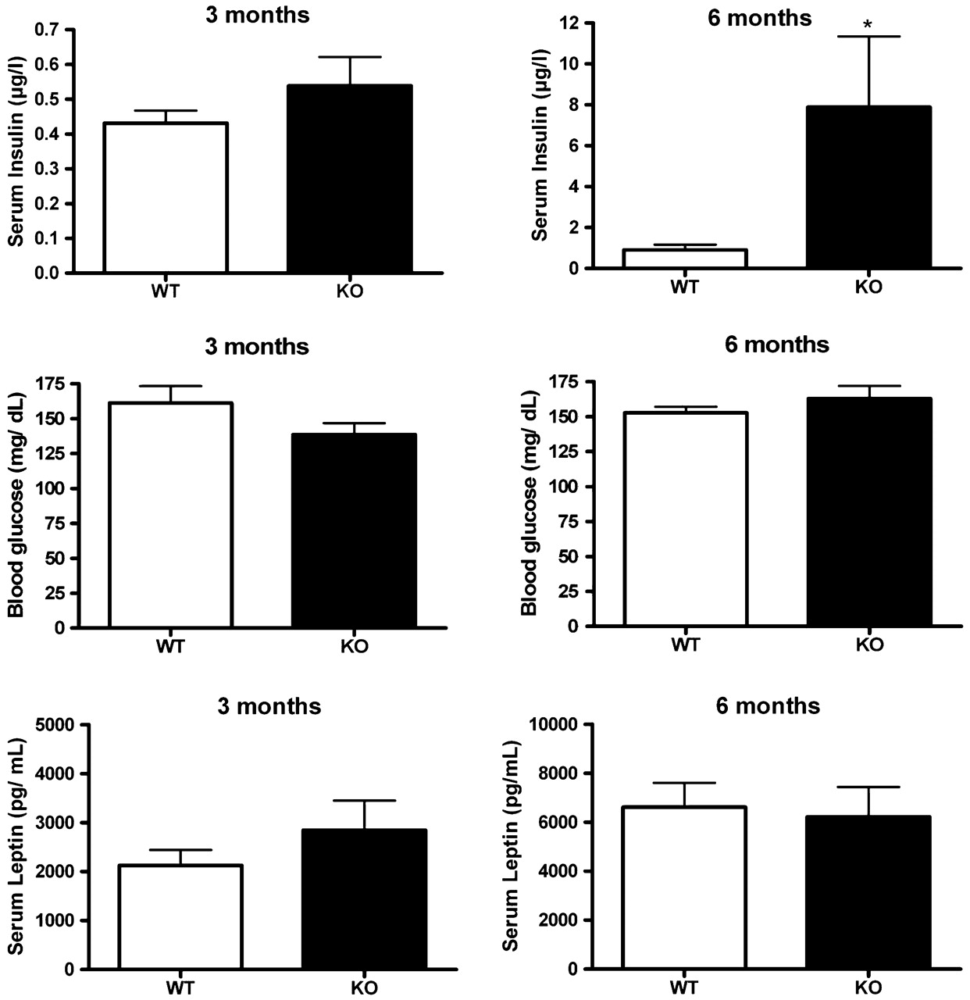 3 months
Serum Insulin (µg/l)
0.7
0.6
0.5
0.4
0.3
0.2
0.1
0.0
WT
KO
6 months
*
Serum Insulin (µg/l)
12
10
8
6
4
2
0
WT
KO
3 months
Blood glucose (mg/ dL)
175
150
125
100
75
50
25
0
WT
KO
6 months
Blood glucose (mg/ dL)
175
150
125
100
75
50
25
0
WT
KO
3 months
Serum Leptin (pg/ mL)
5000
4000
3000
2000
1000
0
WT
KO
6 months
Serum Leptin (pg/mL)
10000
8000
6000
4000
2000
0
WT
KO